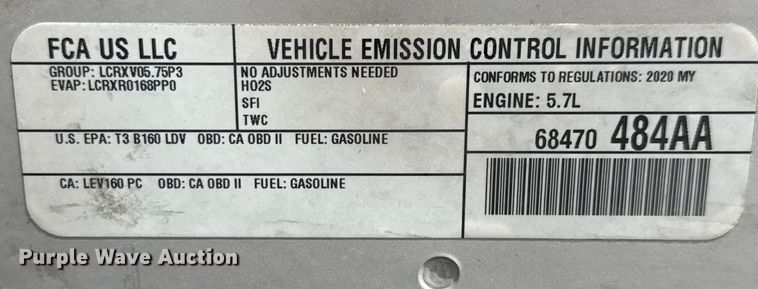 FCA US LLC
VEHICLE EMISSION CONTROL INFORMATION
GROUP: LCRXV05.75P3
EVAP: LCRXR0168PP0
NO ADJUSTMENTS NEEDED
HO2S
SFI
TWC
CONFORMS TO REGULATIONS: 2020 MY
ENGINE: 5.7L
U.S. EPA: T3 B160 LDV OBD: CA OBD II FUEL: GASOLINE
68470 484AA
CA: LEV160 PC OBD: CA OBD II FUEL: GASOLINE
Purple Wave Auction